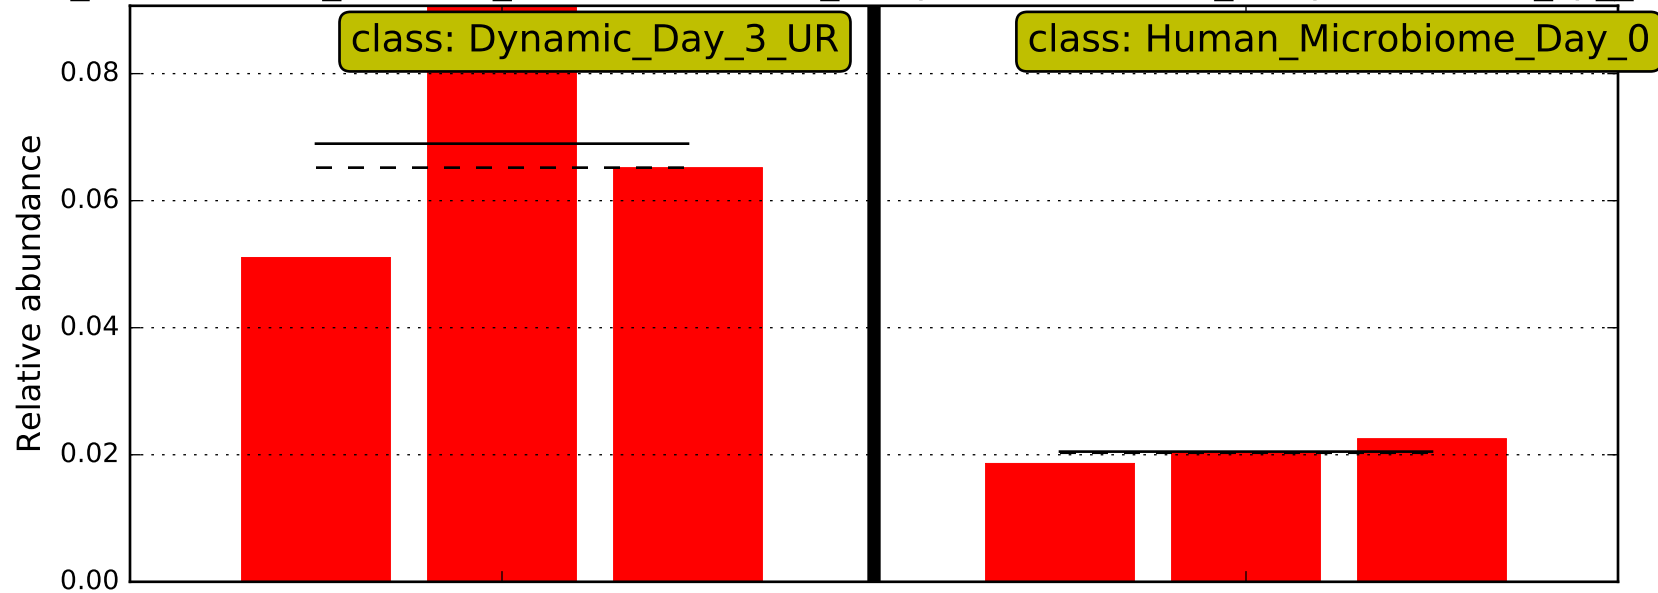 class: Dynamic_Day_3_UR
class: Human_Microbiome_Day_0
Relative abundance
0.08
0.06
0.04
0.02
0.00